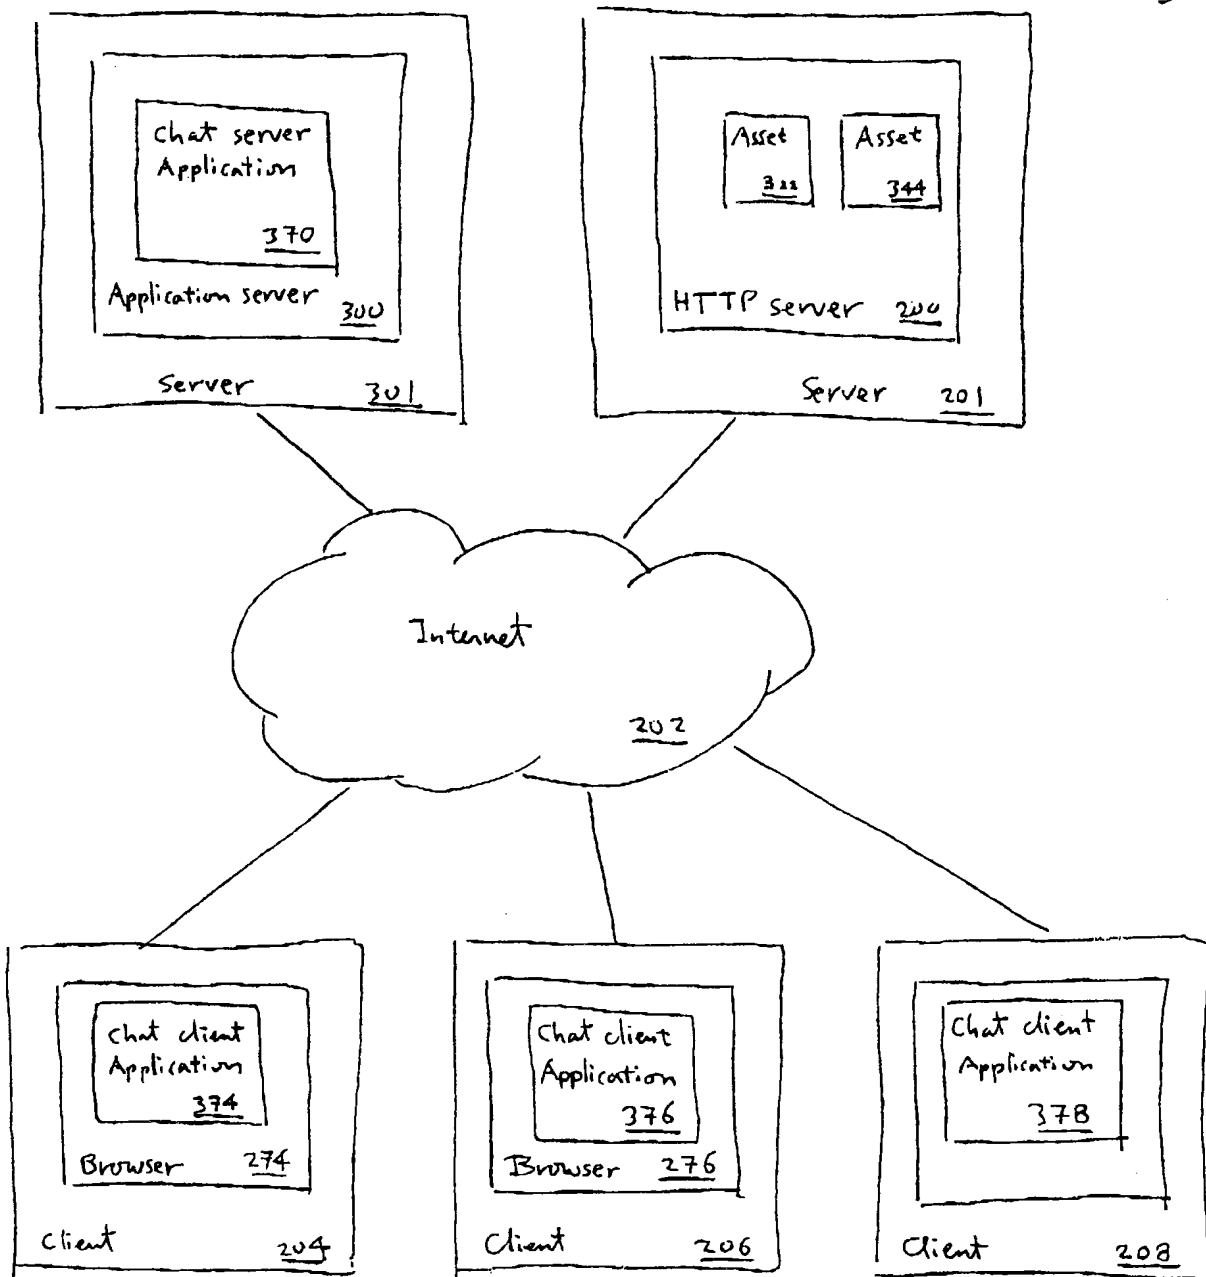 Chat server
Application
370
Application server 300
Server 301
Asset
322
Asset
344
HTTP server 200
Server 201
Internet
202
Chat client
Application
374
Browser 274
Client 204
Chat client
Application
376
Browser 276
Client 206
Chat client
Application
378
Client 208